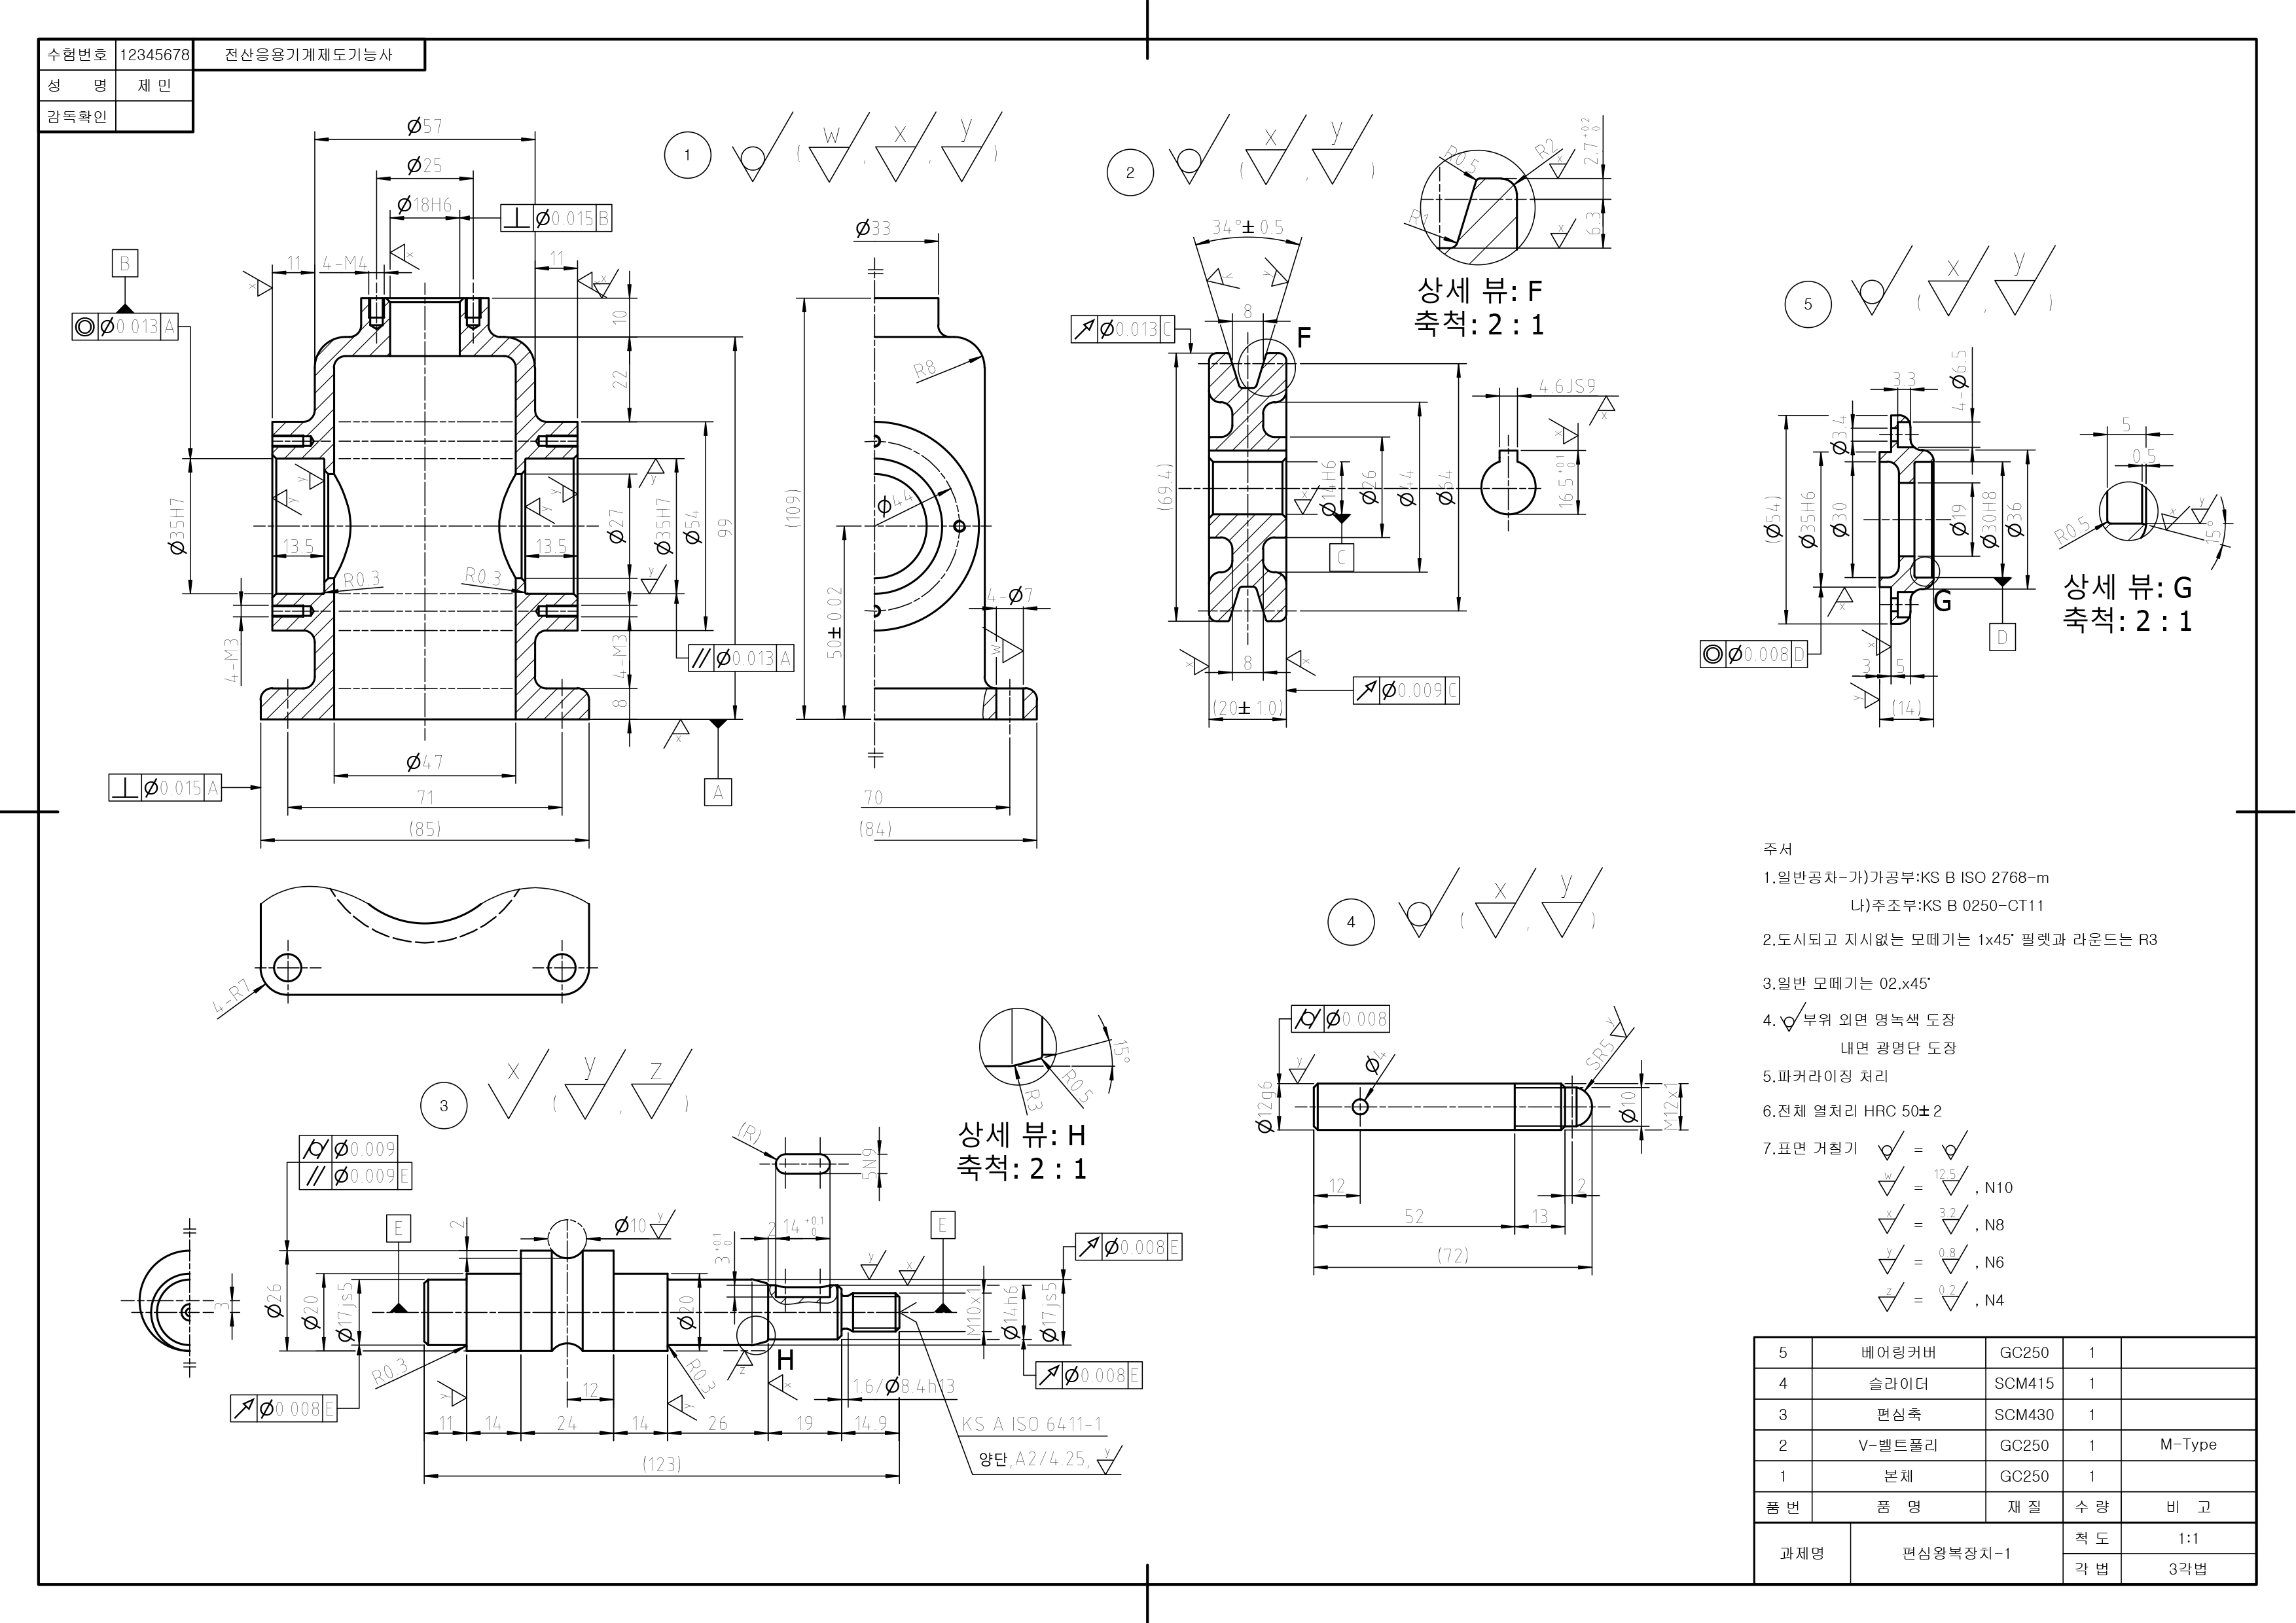 수험번호 12345678 전산응용기계제도기능사
성 명 제 민
감독확인
1 ( w , x , y )
Ø57
Ø25
Ø18H6
⊥ Ø0.015 B
B
11 4-M4 11
◎ Ø0.013 A
10
22
Ø35H7
13.5 13.5
R0.3 R0.3
Ø27
Ø35H7
Ø54
99
4-M3 4-M3
8
// Ø0.013 A
A
⊥ Ø0.015 A
Ø47
71
(85)
4-R7
Ø33
R8
(109)
Ø44
50±0.02
4-Ø7
w
70
(84)
2 ( x , y )
34°±0.5
8
F
Ø0.013 C
(69.4)
Ø14H6
Ø26
Ø44
Ø64
C
8
Ø0.009 C
(20±1.0)
R0.5 R2
R1
2.7 +0.2 0
6.3
상세 뷰: F
축척: 2 : 1
4.6JS9
16.5 +0.1 0
5 ( x , y )
3.3
4-Ø6.5
Ø3.4
(Ø54)
Ø35H6
Ø30
Ø19
Ø30H8
Ø36
G
D
◎ Ø0.008 D
3 5
(14)
5
0.5
R0.5
15°
상세 뷰: G
축척: 2 : 1
3 x ( y , z )
Ø0.009
// Ø0.009 E
E
2
Ø10
3
Ø26
Ø20
Ø17js5
R0.3
Ø0.008 E
Ø20
R0.3
12
11 14 24 14 26 19 14.9
(123)
(R)
5N9
2 14 +0.1 0
3 +0.1 0
H
E
M10x1
Ø14h6
Ø17js5
Ø0.008 E
Ø0.008 E
1.6/Ø8.4h13
KS A ISO 6411-1
양단,A2/4.25, y
15°
R0.5
R3
상세 뷰: H
축척: 2 : 1
4 ( x , y )
Ø0.008
Ø4
SR5
Ø12g6
Ø10
M12x1
12 2
52 13
(72)
주서
1.일반공차-가)가공부:KS B ISO 2768-m
나)주조부:KS B 0250-CT11
2.도시되고 지시없는 모떼기는 1x45° 필렛과 라운드는 R3
3.일반 모떼기는 02.x45°
4. 부위 외면 명녹색 도장
내면 광명단 도장
5.파커라이징 처리
6.전체 열처리 HRC 50±2
7.표면 거칠기 =
w = 12.5 , N10
x = 3.2 , N8
y = 0.8 , N6
z = 0.2 , N4
5 베어링커버 GC250 1
4 슬라이더 SCM415 1
3 편심축 SCM430 1
2 V-벨트풀리 GC250 1 M-Type
1 본체 GC250 1
품 번 품 명 재 질 수 량 비 고
과제명 편심왕복장치-1 척 도 1:1
각 법 3각법